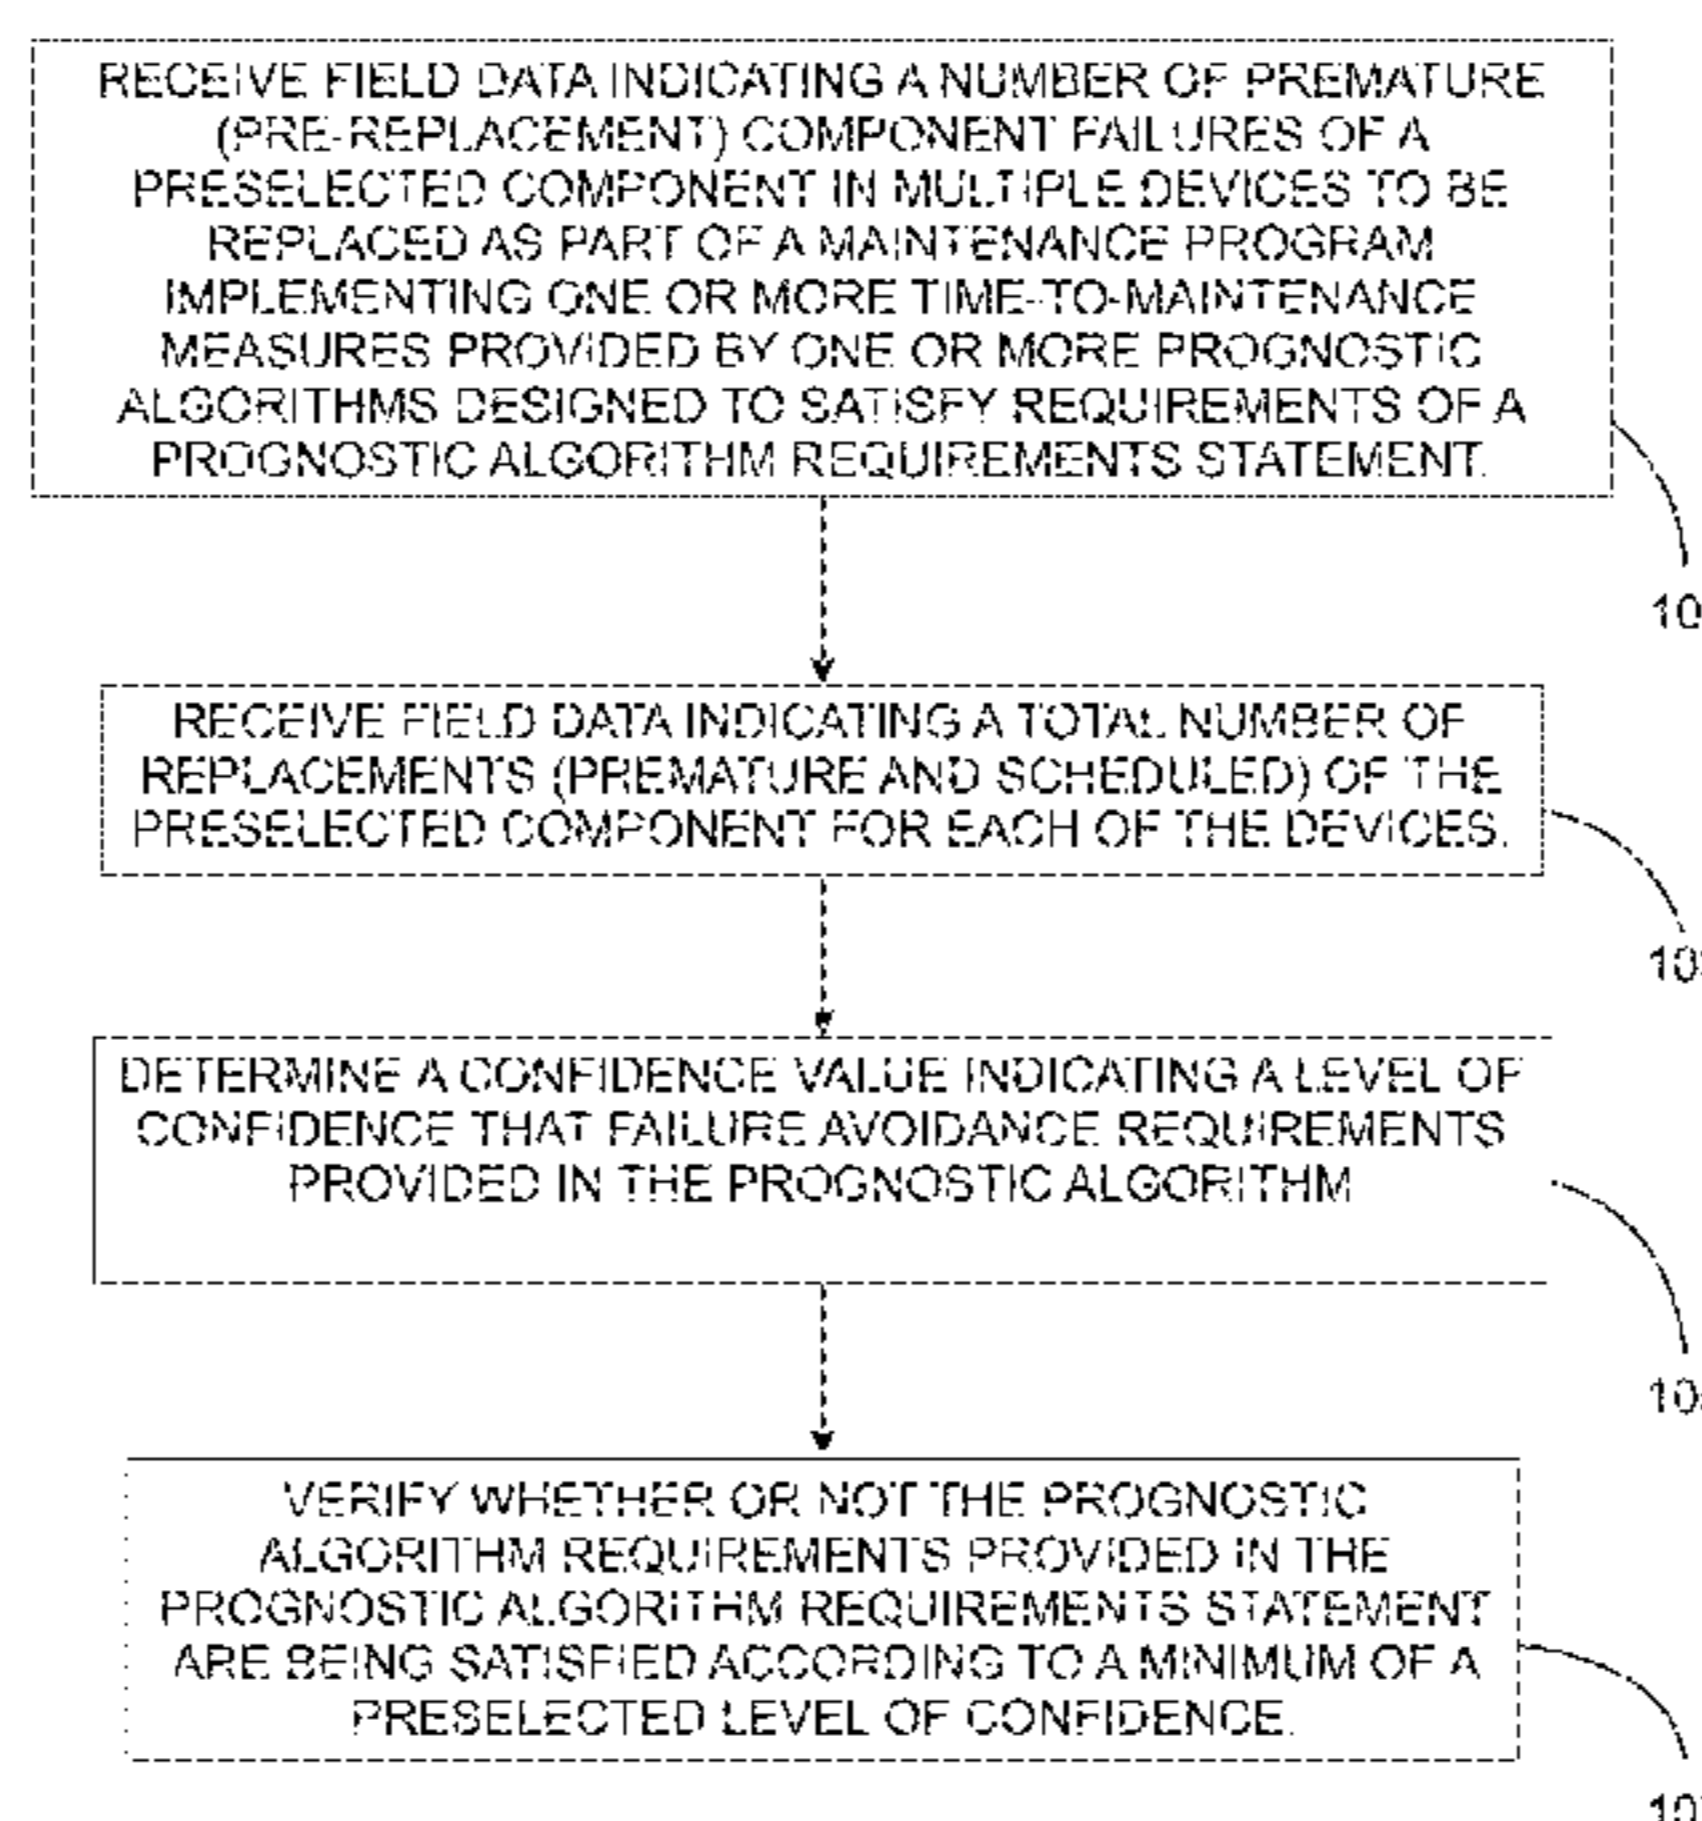 RECEIVE FIELD DATA INDICATING A NUMBER OF PREMATURE
(PRE-REPLACEMENT) COMPONENT FAILURES OF A
PRESELECTED COMPONENT IN MULTIPLE DEVICES TO BE
REPLACED AS PART OF A MAINTENANCE PROGRAM
IMPLEMENTING ONE OR MORE TIME-TO-MAINTENANCE
MEASURES PROVIDED BY ONE OR MORE PROGNOSTIC
ALGORITHMS DESIGNED TO SATISFY REQUIREMENTS OF A
PROGNOSTIC ALGORITHM REQUIREMENTS STATEMENT.
RECEIVE FIELD DATA INDICATING A TOTAL NUMBER OF
REPLACEMENTS (PREMATURE AND SCHEDULED) OF THE
PRESELECTED COMPONENT FOR EACH OF THE DEVICES.
DETERMINE A CONFIDENCE VALUE INDICATING A LEVEL OF
CONFIDENCE THAT FAILURE AVOIDANCE REQUIREMENTS
PROVIDED IN THE PROGNOSTIC ALGORITHM
VERIFY WHETHER OR NOT THE PROGNOSTIC
ALGORITHM REQUIREMENTS PROVIDED IN THE
PROGNOSTIC ALGORITHM REQUIREMENTS STATEMENT
ARE BEING SATISFIED ACCORDING TO A MINIMUM OF A
PRESELECTED LEVEL OF CONFIDENCE.